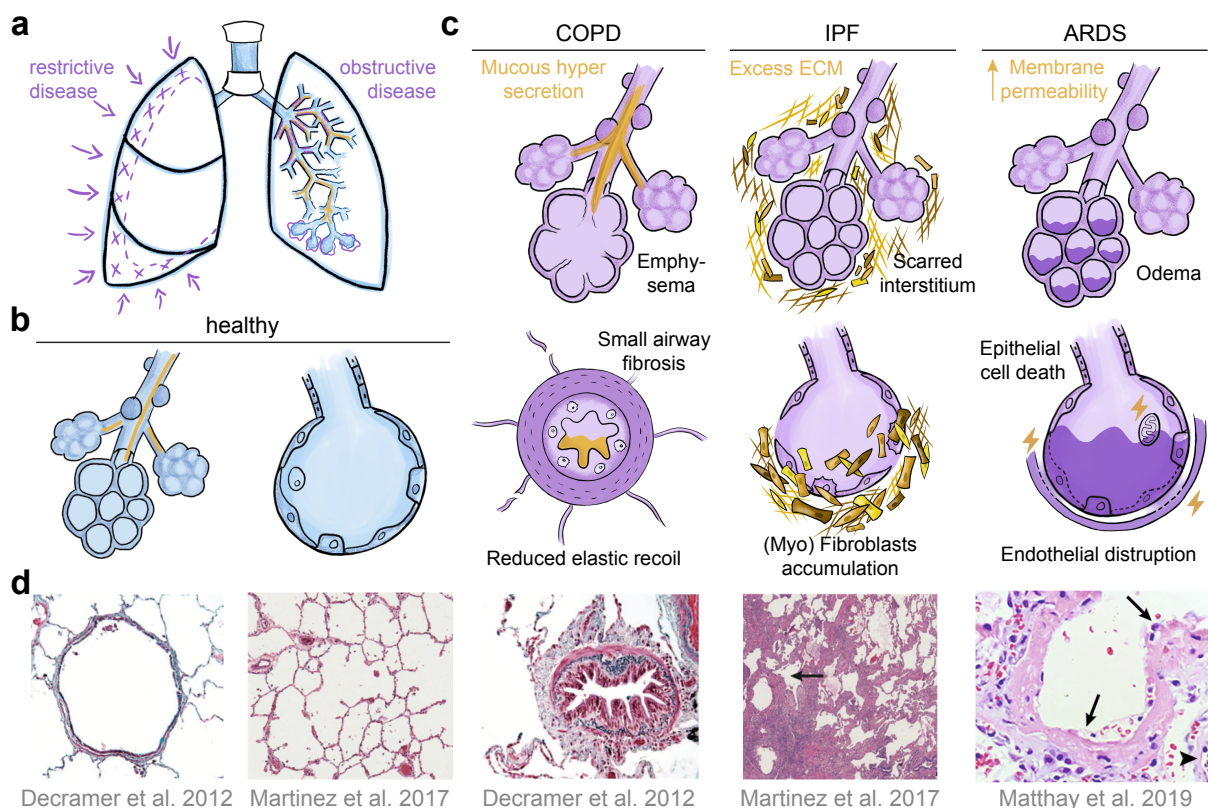 a
restrictive
disease
obstructive
disease
b
healthy
c
COPD
Mucous hyper
secretion
Emphy-
sema
Small airway
fibrosis
Reduced elastic recoil
IPF
Excess ECM
Scarred
interstitium
(Myo) Fibroblasts
accumulation
ARDS
Membrane
permeability
Odema
Epithelial
cell death
Endothelial distruption
d
Decramer et al. 2012
Martinez et al. 2017
Decramer et al. 2012
Martinez et al. 2017
Matthay et al. 2019